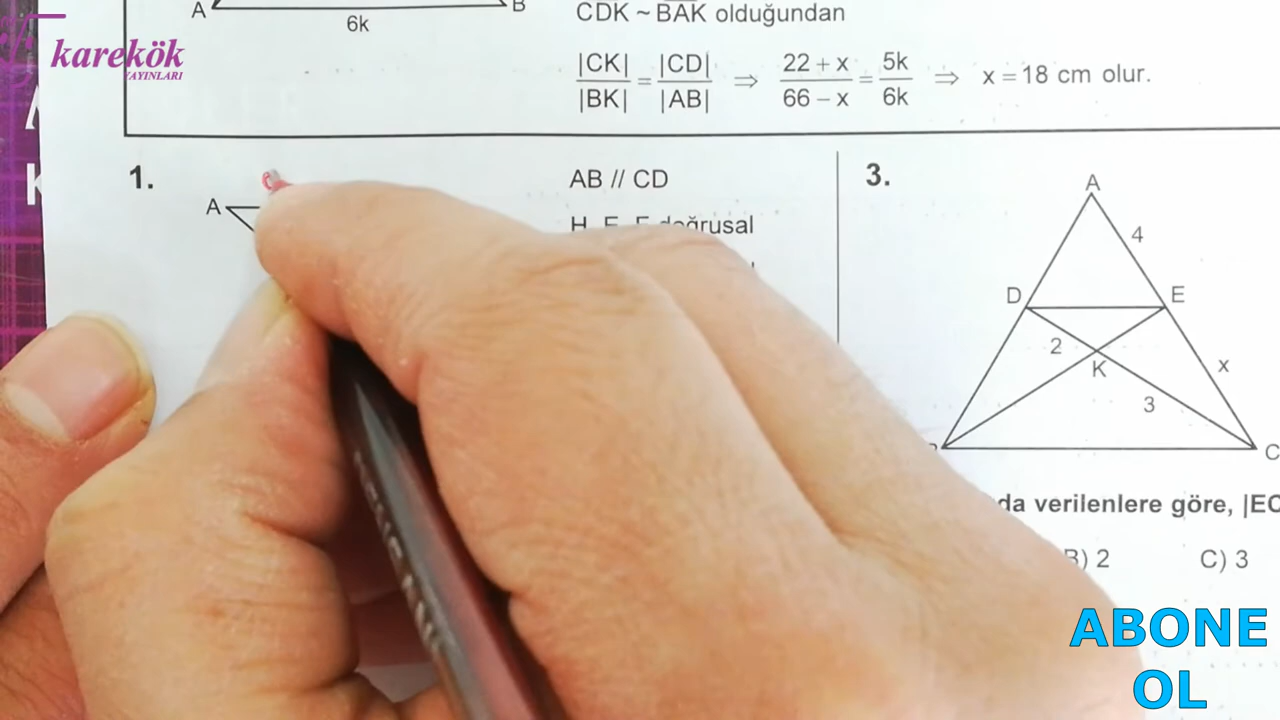 A
B
6k
karekök
YAYINLARI
CDK ~ BAK olduğundan
|CK| / |BK| = |CD| / |AB| ⇒ 22 + x / 66 − x = 5k / 6k ⇒ x = 18 cm olur.
K
1.
A
AB // CD
H, E, F doğrusal
3.
A
4
D
E
2
K
x
3
C
da verilenlere göre, |EC
B) 2
C) 3
ABONE
OL